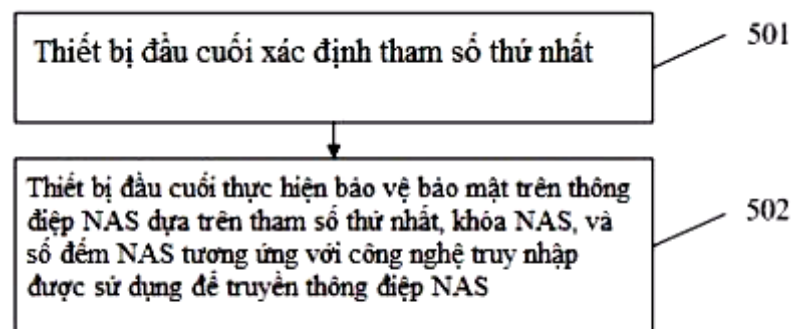 Thiết bị đầu cuối xác định tham số thứ nhất
501
Thiết bị đầu cuối thực hiện bảo vệ bảo mật trên thông
điệp NAS dựa trên tham số thứ nhất, khóa NAS, và
số đếm NAS tương ứng với công nghệ truy nhập
được sử dụng để truyền thông điệp NAS
502